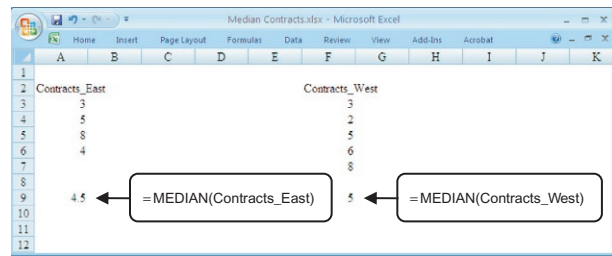 Median Contracts.xlsx - Microsoft Excel
Home Insert Page Layout Formulas Data Review View Add-Ins Acrobat
A B C D E F G H I J K
1
2 Contracts_East Contracts_West
3 3 3
4 5 2
5 8 5
6 4 6
7 8
8
9 4.5 =MEDIAN(Contracts_East) 5 =MEDIAN(Contracts_West)
10
11
12